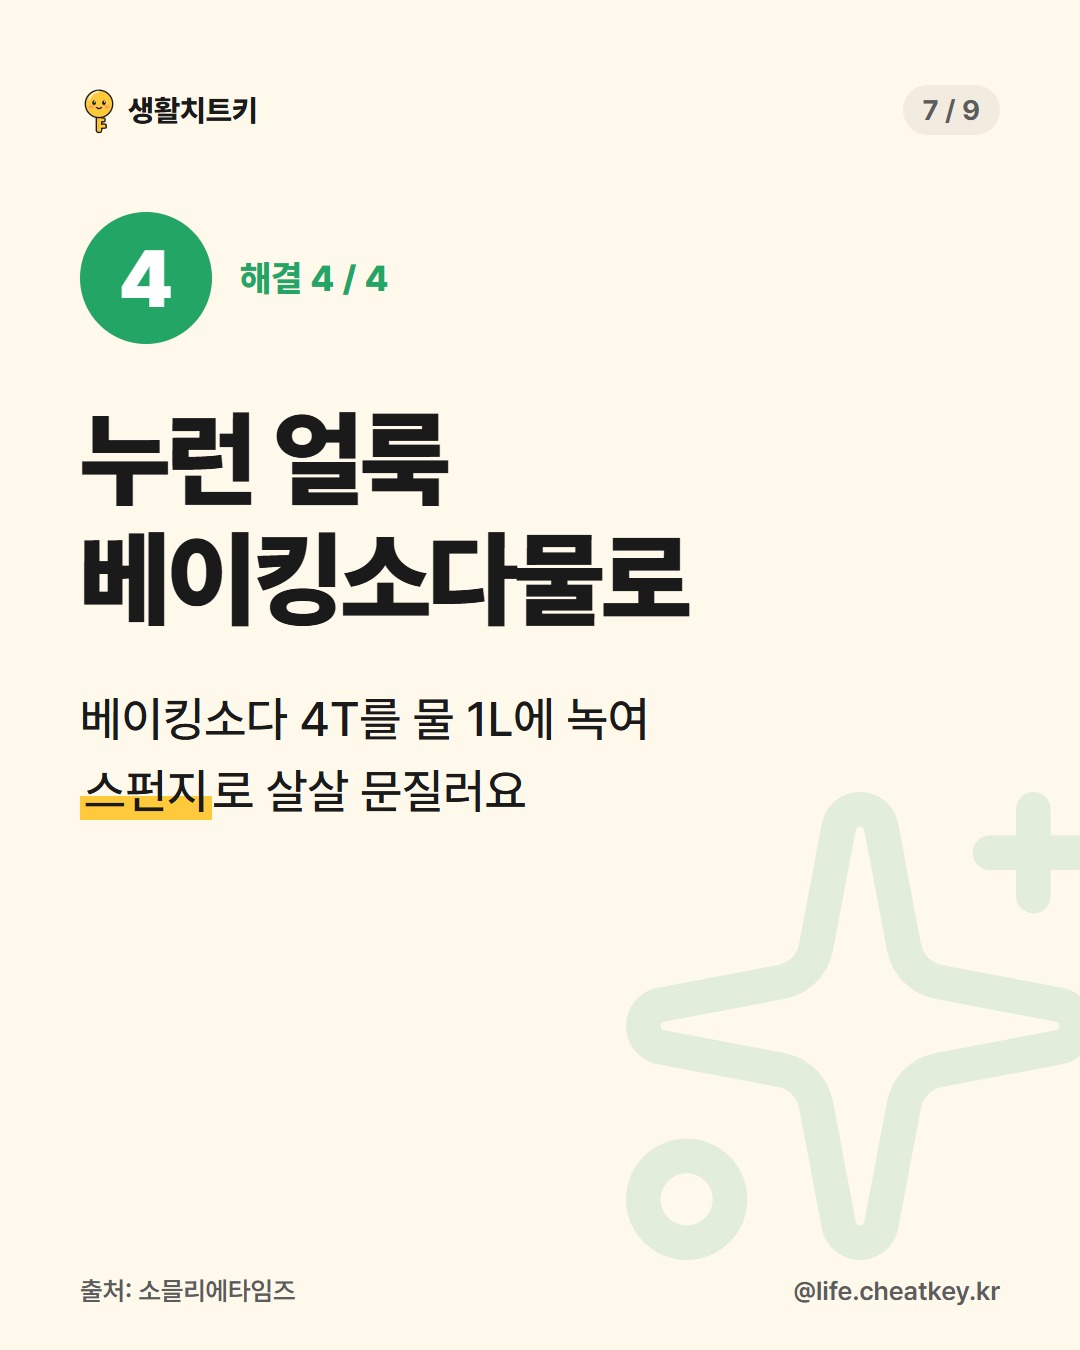 생활치트키
7 / 9
4
해결 4 / 4
누런 얼룩
베이킹소다물로
베이킹소다 4T를 물 1L에 녹여
스펀지로 살살 문질러요
출처: 소믈리에타임즈
@life.cheatkey.kr